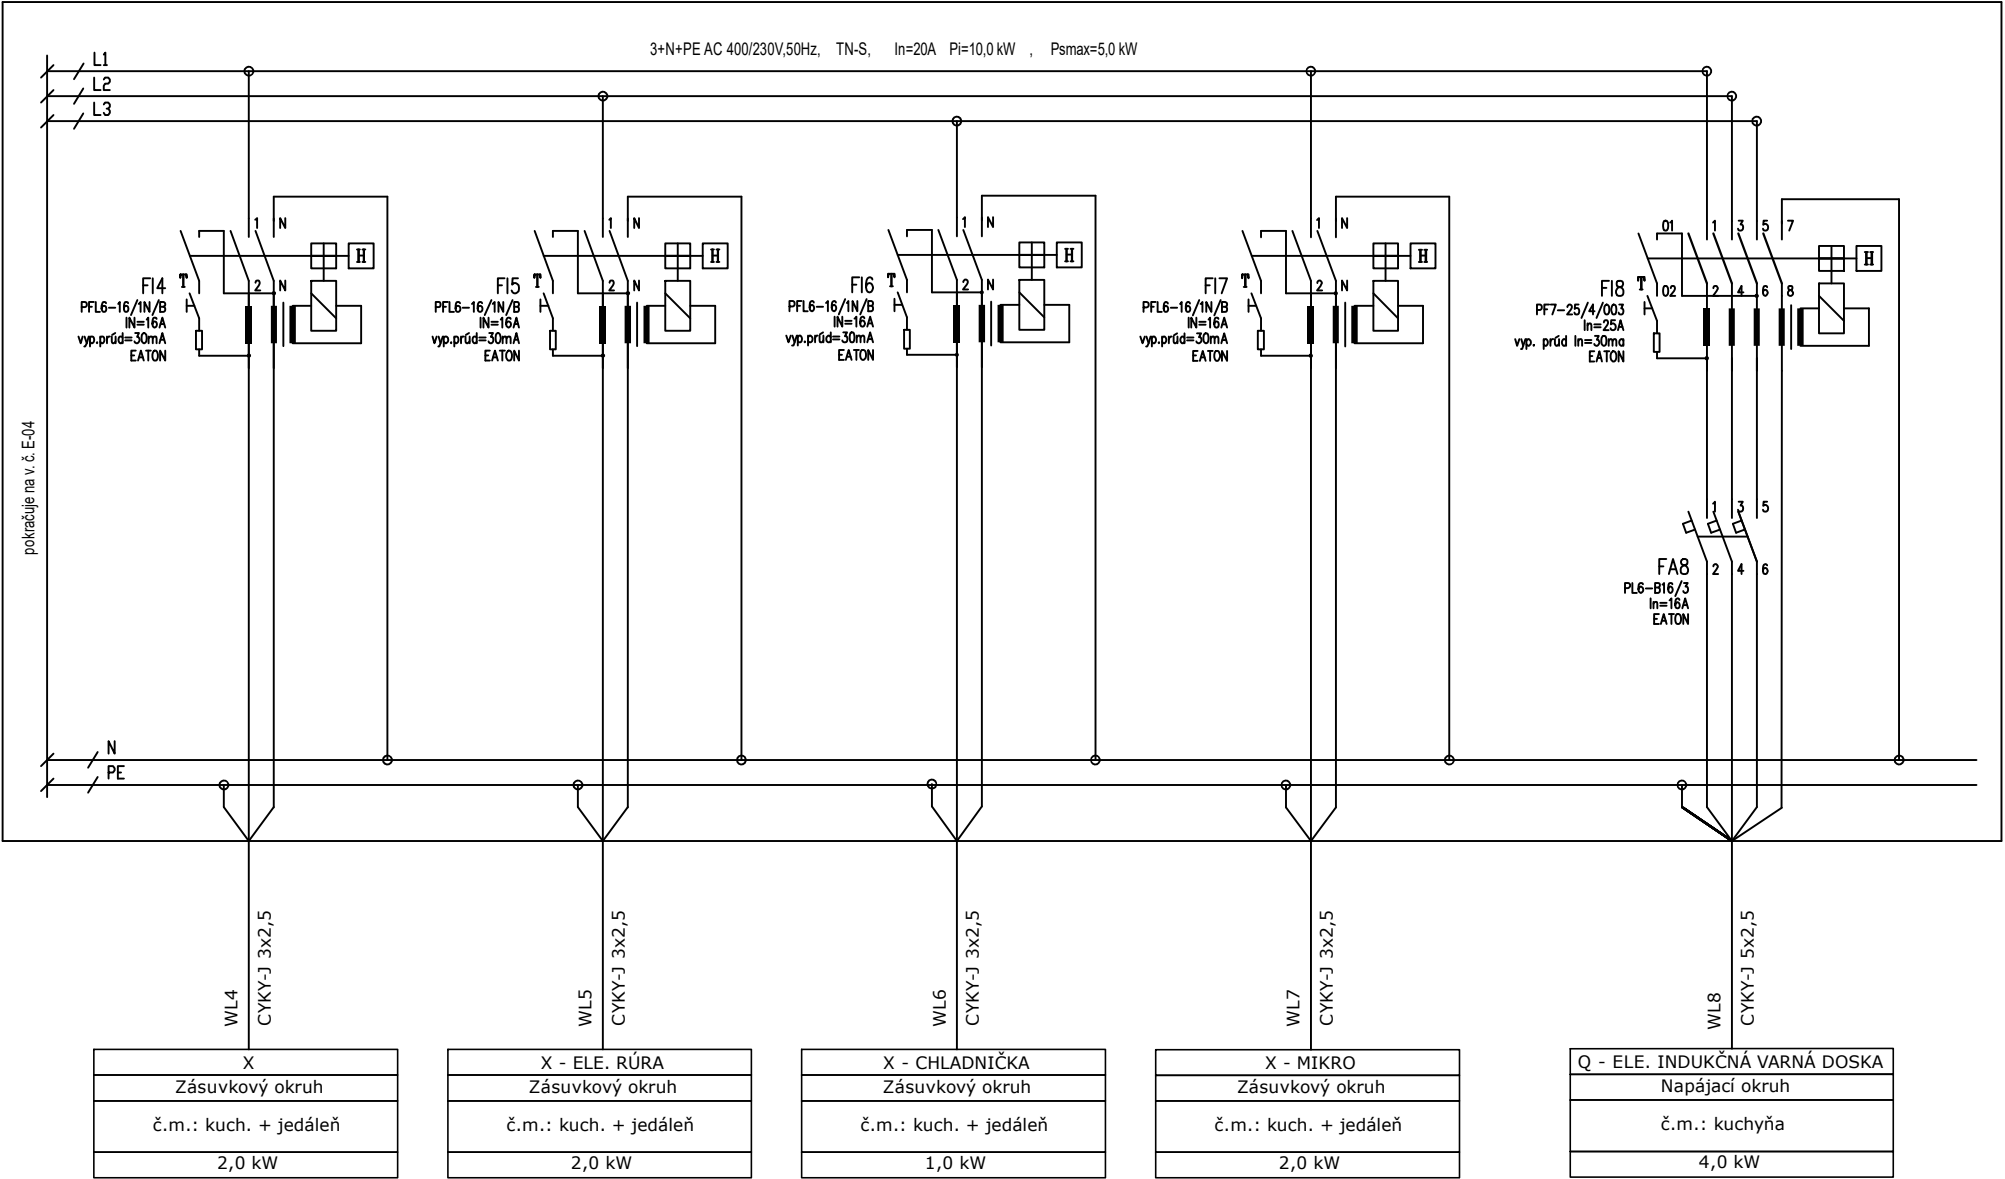 3+N+PE AC 400/230V,50Hz, TN-S, In=20A Pi=10,0 kW , Psmax=5,0 kW
L1
L2
L3
pokračuje na v. č. E-04
1 N
H
T
2 N
FI4
PFL6-16/1N/B
IN=16A
vyp.prúd=30mA
EATON
1 N
H
T
2 N
FI5
PFL6-16/1N/B
IN=16A
vyp.prúd=30mA
EATON
1 N
H
T
2 N
FI6
PFL6-16/1N/B
IN=16A
vyp.prúd=30mA
EATON
1 N
H
T
2 N
FI7
PFL6-16/1N/B
IN=16A
vyp.prúd=30mA
EATON
01 1 3 5 7
H
T
02 2 4 6 8
FI8
PF7-25/4/003
In=25A
vyp. prúd In=30ma
EATON
1 3 5
2 4 6
FA8
PL6-B16/3
In=16A
EATON
N
PE
WL4
CYKY-J 3x2,5
WL5
CYKY-J 3x2,5
WL6
CYKY-J 3x2,5
WL7
CYKY-J 3x2,5
WL8
CYKY-J 5x2,5
X
Zásuvkový okruh
č.m.: kuch. + jedáleň
2,0 kW
X - ELE. RÚRA
Zásuvkový okruh
č.m.: kuch. + jedáleň
2,0 kW
X - CHLADNIČKA
Zásuvkový okruh
č.m.: kuch. + jedáleň
1,0 kW
X - MIKRO
Zásuvkový okruh
č.m.: kuch. + jedáleň
2,0 kW
Q - ELE. INDUKČNÁ VARNÁ DOSKA
Napájací okruh
č.m.: kuchyňa
4,0 kW